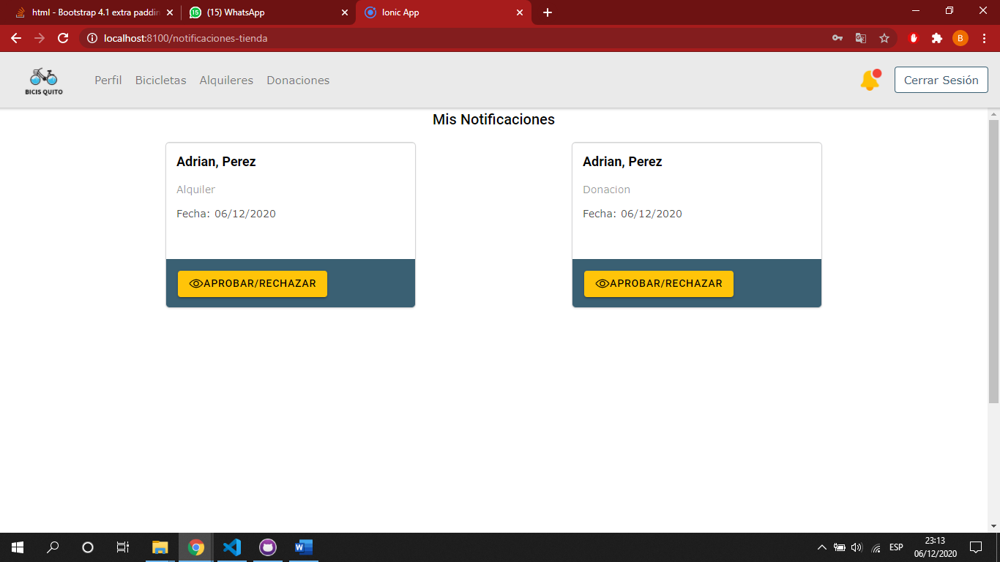 html - Bootstrap 4.1 extra paddin
(15) WhatsApp
Ionic App
localhost:8100/notificaciones-tienda
B
BICIS QUITO
Perfil
Bicicletas
Alquileres
Donaciones
Cerrar Sesión
Mis Notificaciones
Adrian, Perez
Alquiler
Fecha: 06/12/2020
APROBAR/RECHAZAR
Adrian, Perez
Donacion
Fecha: 06/12/2020
APROBAR/RECHAZAR
ESP
23:13
06/12/2020